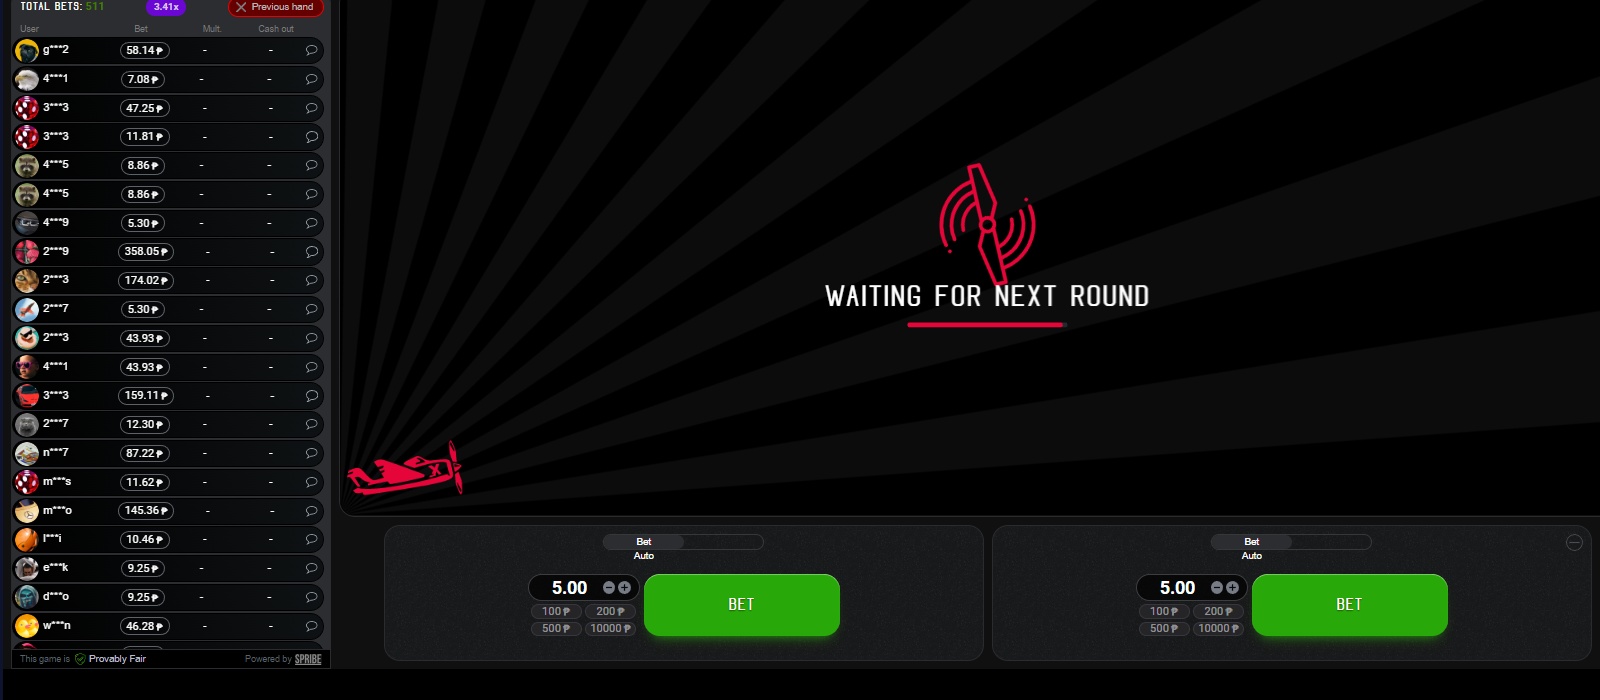 TOTAL BETS: 511 3.41x Previous hand
User Bet Mult. Cash out
g***2 58.14₱ - -
4***1 7.08₱ - -
3***3 47.25₱ - -
3***3 11.81₱ - -
4***5 8.86₱ - -
4***5 8.86₱ - -
4***9 5.30₱ - -
2***9 358.05₱ - -
2***3 174.02₱ - -
2***7 5.30₱ - -
2***3 43.93₱ - -
4***1 43.93₱ - -
3***3 159.11₱ - -
2***7 12.30₱ - -
n***7 87.22₱ - -
m***s 11.62₱ - -
m***o 145.36₱ - -
l***i 10.46₱ - -
e***k 9.25₱ - -
d***o 9.25₱ - -
w***n 46.28₱ - -
This game is Provably Fair Powered by SPRIBE
WAITING FOR NEXT ROUND
X
Bet
Auto
5.00
100₱ 200₱
500₱ 10000₱
BET
Bet
Auto
5.00
100₱ 200₱
500₱ 10000₱
BET